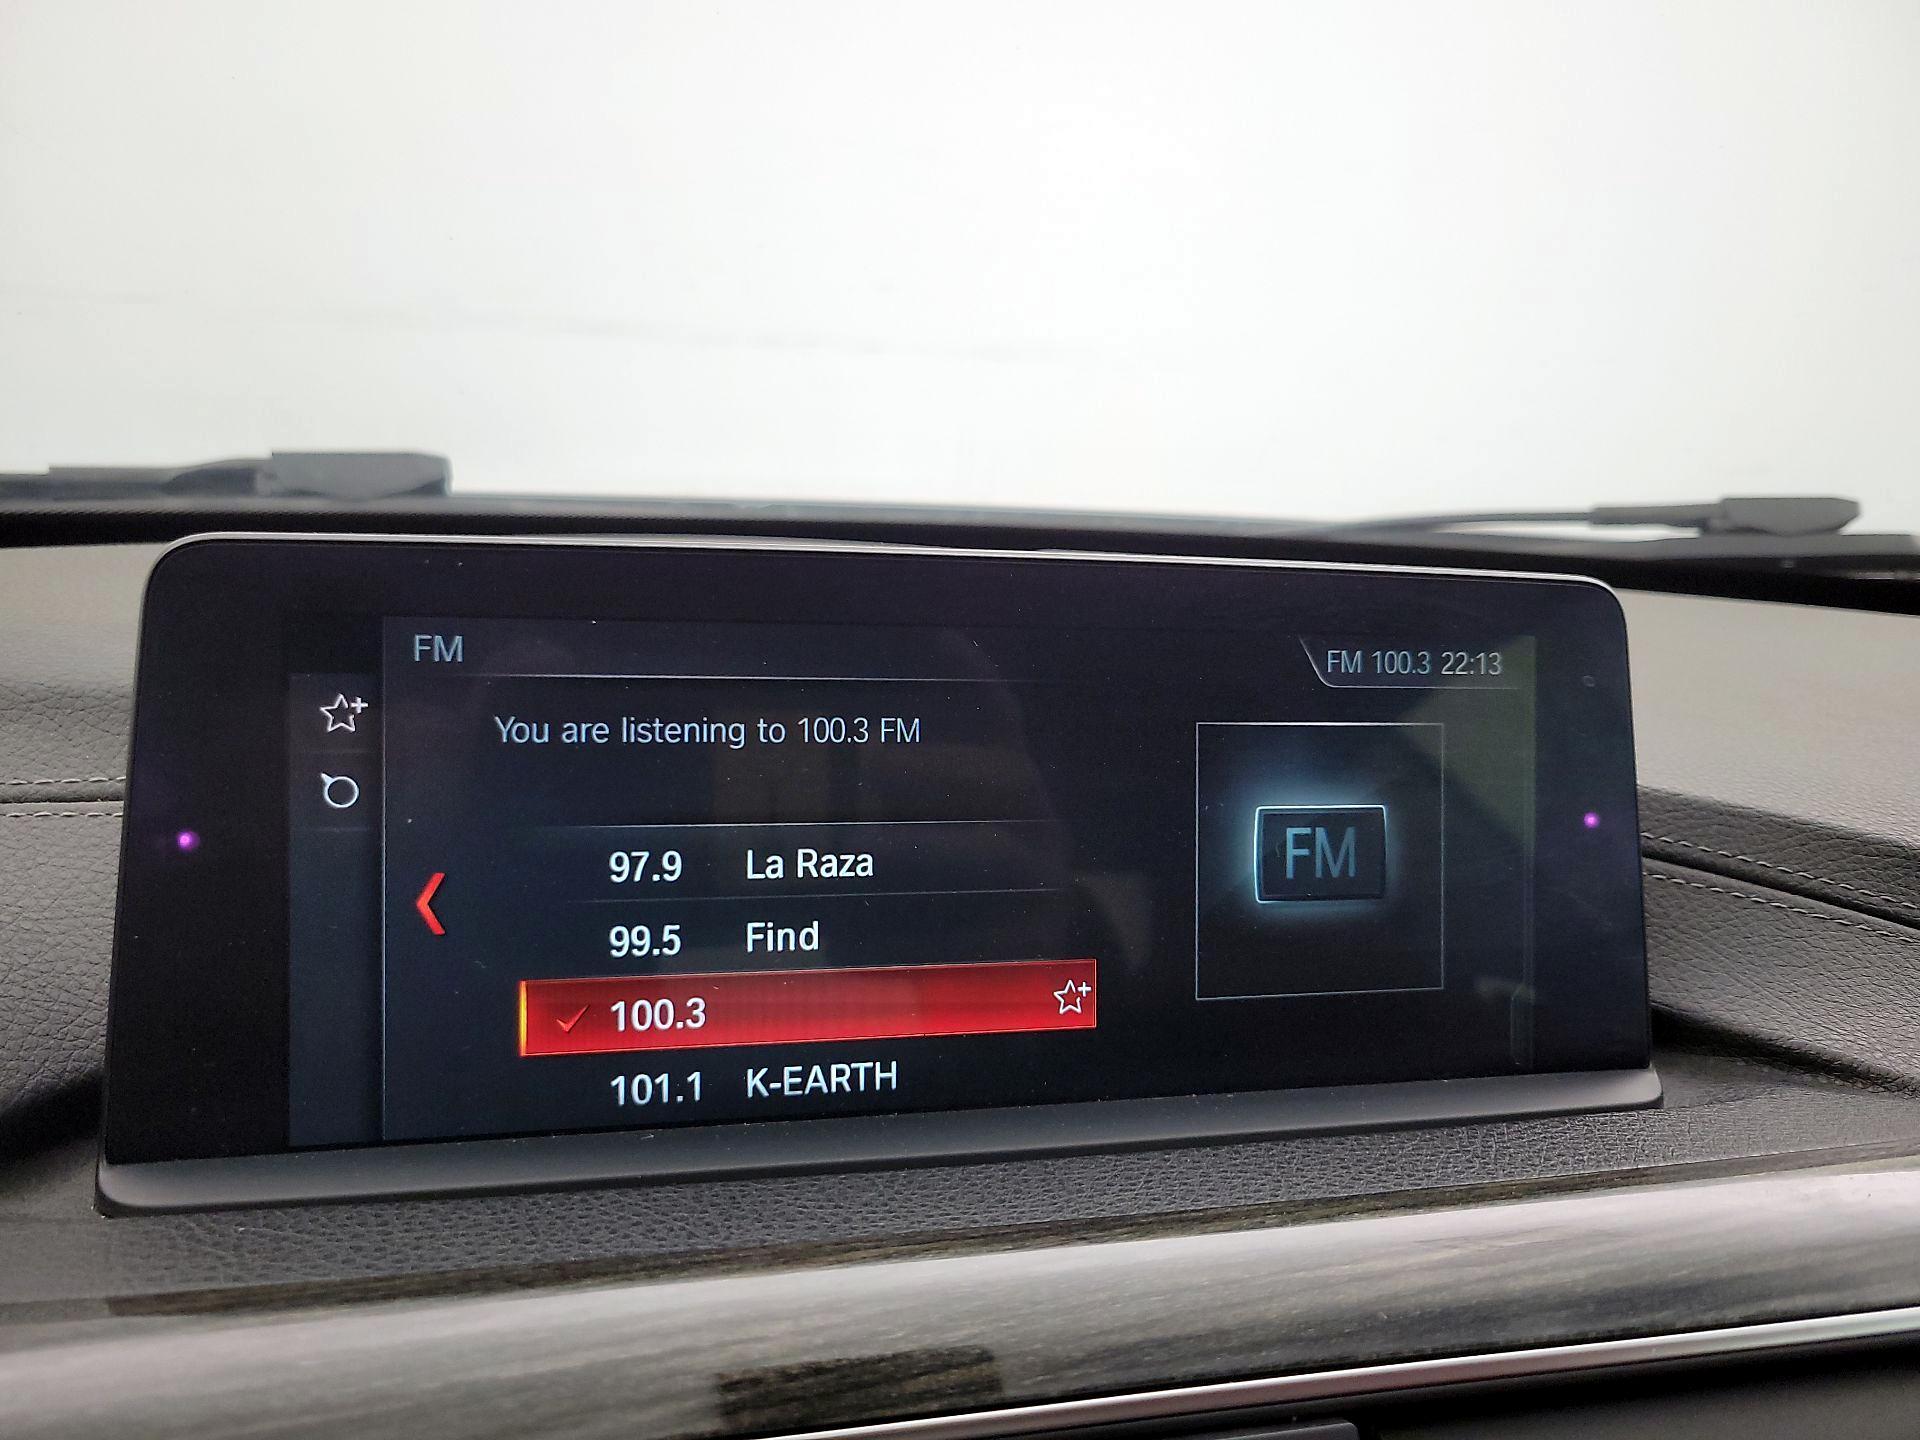 FM
FM 100.3 22:13
You are listening to 100.3 FM
FM
97.9 La Raza
99.5 Find
100.3
101.1 K-EARTH